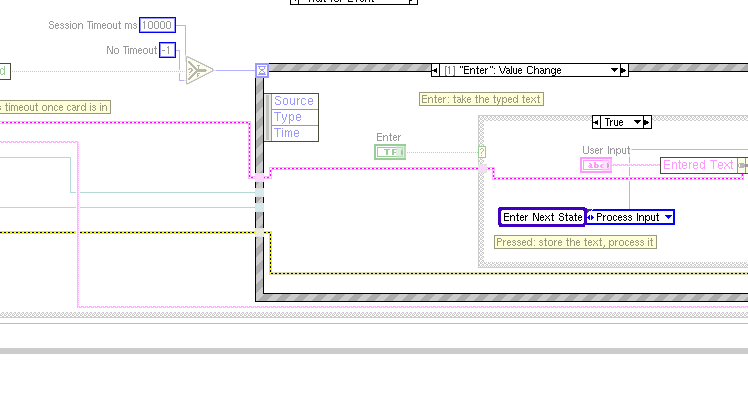 Wait for Event
Session Timeout ms 10000
No Timeout -1
d
s timeout once card is in
[1] "Enter": Value Change
Source
Type
Time
Enter: take the typed text
Enter
TF
True
User Input
abc
Entered Text
Enter Next State
Process Input
Pressed: store the text, process it